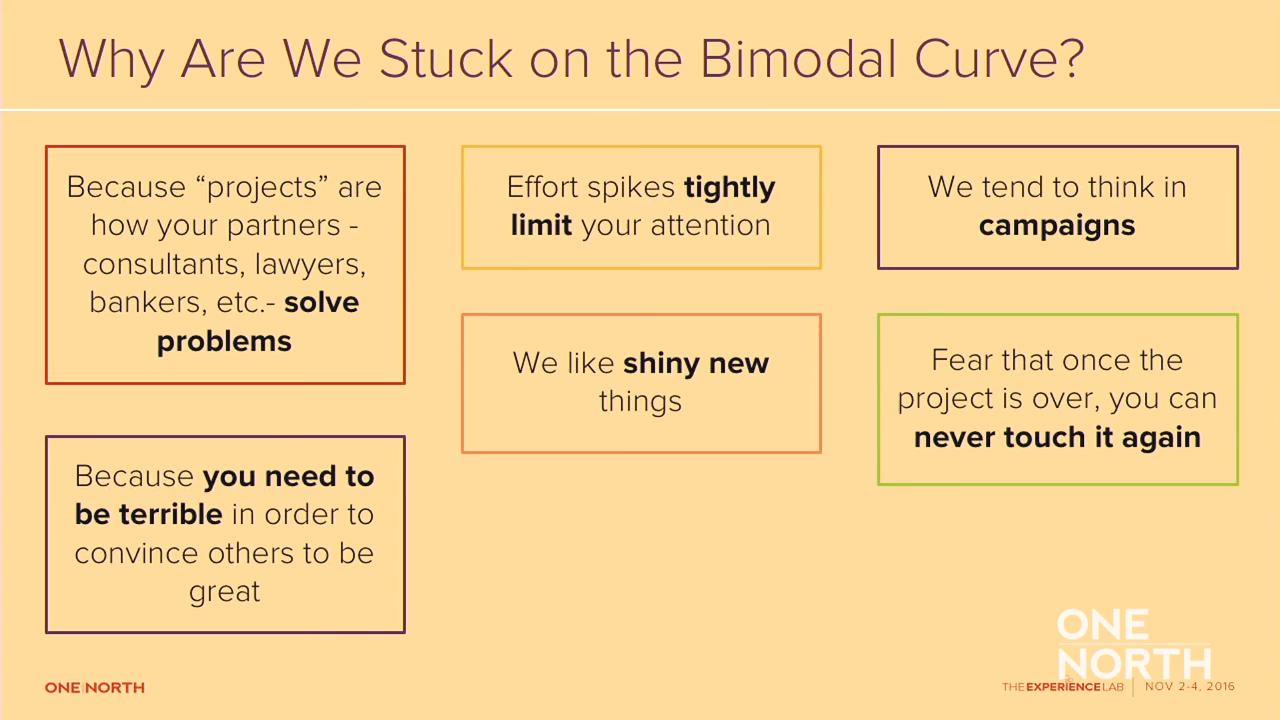 Why Are We Stuck on the Bimodal Curve?
Because “projects” are
how your partners -
consultants, lawyers,
bankers, etc.- solve
problems
Because you need to
be terrible in order to
convince others to be
great
Effort spikes tightly
limit your attention
We like shiny new
things
We tend to think in
campaigns
Fear that once the
project is over, you can
never touch it again
ONE
NORTH
ONE|NORTH
THE EXPERIENCE LAB | NOV 2-4, 2016